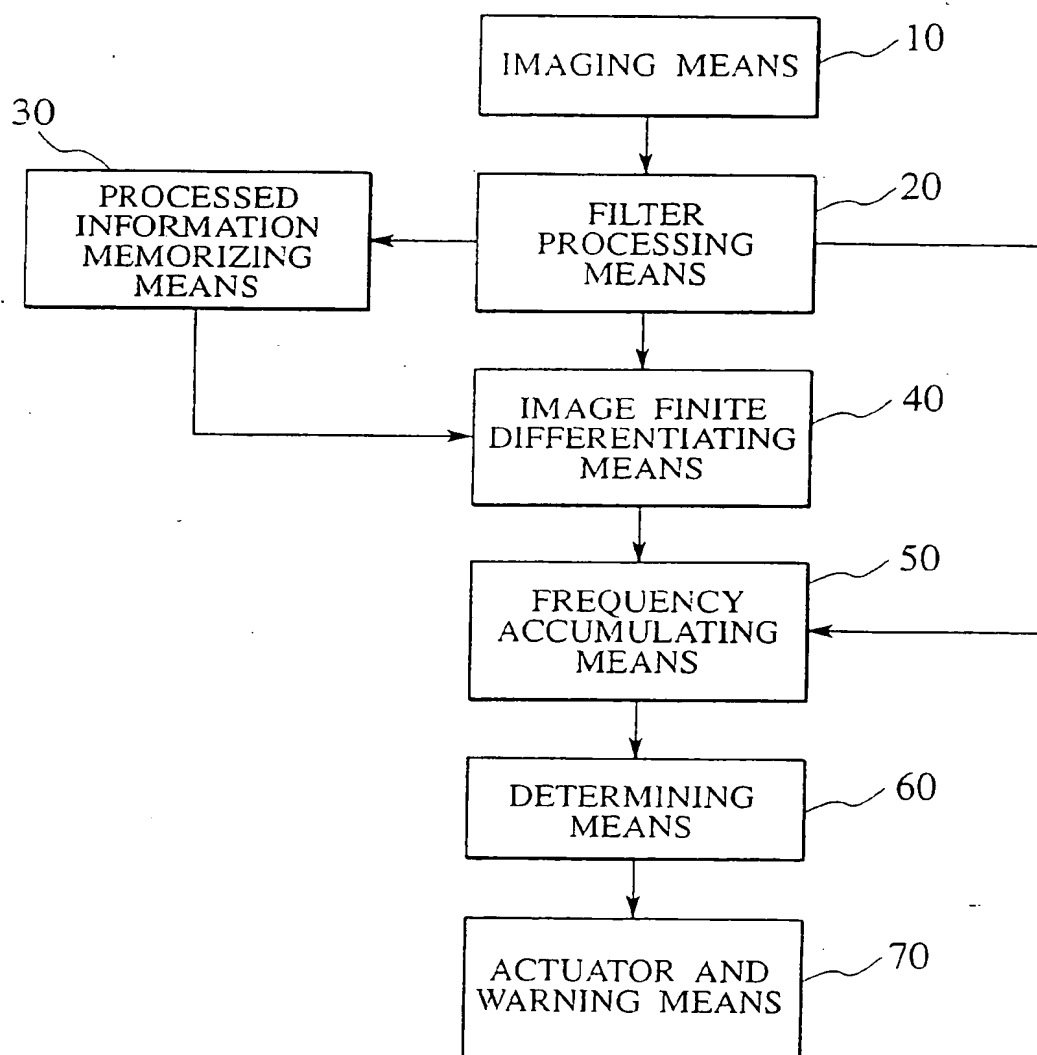 10
IMAGING MEANS
30
PROCESSED
INFORMATION
MEMORIZING
MEANS
20
FILTER
PROCESSING
MEANS
40
IMAGE FINITE
DIFFERENTIATING
MEANS
50
FREQUENCY
ACCUMULATING
MEANS
60
DETERMINING
MEANS
70
ACTUATOR AND
WARNING MEANS